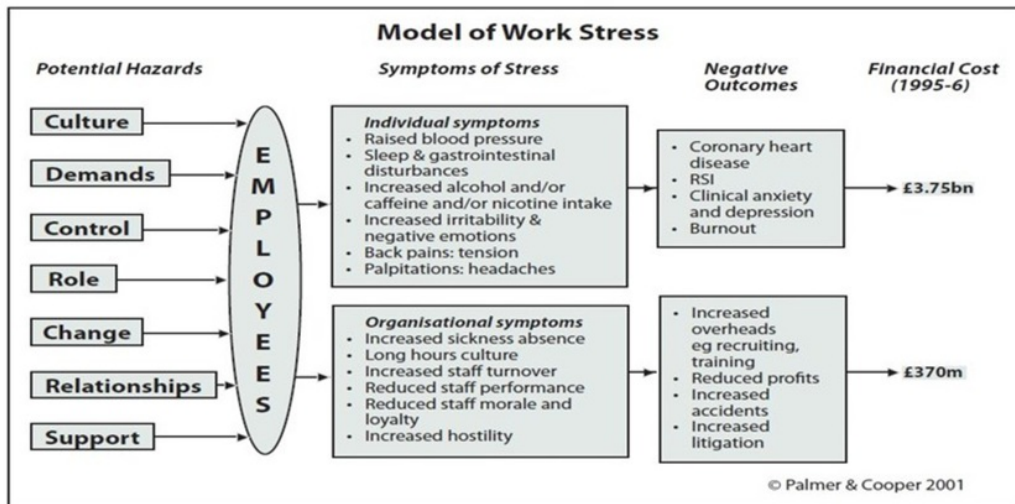 Model of Work Stress
Potential Hazards
Symptoms of Stress
Negative
Outcomes
Financial Cost
(1995-6)
Culture
Demands
Control
Role
Change
Relationships
Support
EMPLOYEES
Individual symptoms
• Raised blood pressure
• Sleep & gastrointestinal
disturbances
• Increased alcohol and/or
caffeine and/or nicotine intake
• Increased irritability &
negative emotions
• Back pains: tension
• Palpitations: headaches
• Coronary heart
disease
• RSI
• Clinical anxiety
and depression
• Burnout
£3.75bn
Organisational symptoms
• Increased sickness absence
• Long hours culture
• Increased staff turnover
• Reduced staff performance
• Reduced staff morale and
loyalty
• Increased hostility
• Increased
overheads
eg recruiting,
training
• Reduced profits
• Increased
accidents
• Increased
litigation
£370m
© Palmer & Cooper 2001